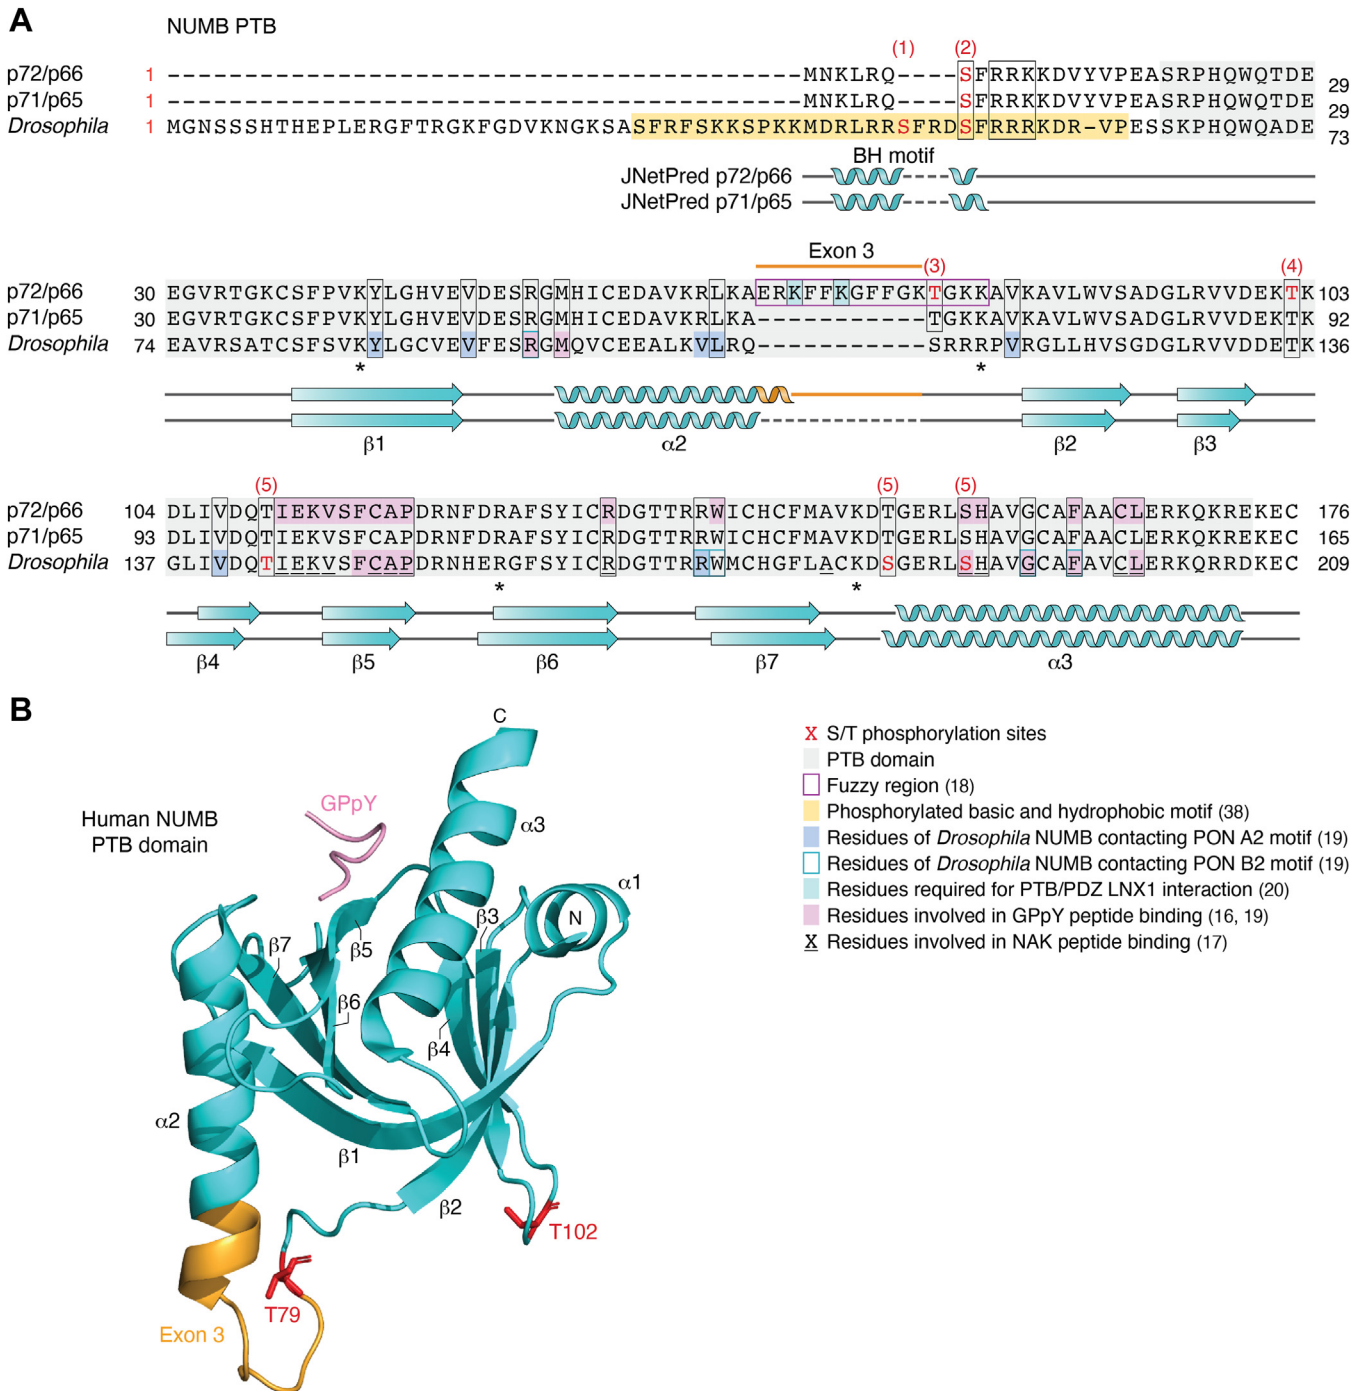 A
NUMB PTB
(1) (2)
p72/p66 1 -----------------------------------------MNKLRQ----SFRRKKDVYVPEASRPHQWQTDE 29
p71/p65 1 -----------------------------------------MNKLRQ----SFRRKKDVYVPEASRPHQWQTDE 29
Drosophila 1 MGNSSSHTHEPLERGFTRGKFGDVKNGKSASFRFSKKSPKKMDRLRRSFRDSFRRRKDR-VPESSKPHQWQADE 73
BH motif
JNetPred p72/p66
JNetPred p71/p65
Exon 3 (3) (4)
p72/p66 30 EGVRTGKCSFPVKYLGHVEVDESRGMHICEDAVKRLKAERKFFKGFFGKTGKKAVKAVLWVSADGLRVVDEKTK 103
p71/p65 30 EGVRTGKCSFPVKYLGHVEVDESRGMHICEDAVKRLKA-----------TGKKAVKAVLWVSADGLRVVDEKTK 92
Drosophila 74 EAVRSATCSFSVKYLGCVEVFESRGMQVCEEALKVLRQ-----------SRRRPVRGLLHVSGDGLRVVDDETK 136
* *
β1 α2 β2 β3
(5) (5) (5)
p72/p66 104 DLIVDQTIEKVSFCAPDRNFDRAFSYICRDGTTRRWICHCFMAVKDTGERLSHAVGCAFAACLERKQKREKEC 176
p71/p65 93 DLIVDQTIEKVSFCAPDRNFDRAFSYICRDGTTRRWICHCFMAVKDTGERLSHAVGCAFAACLERKQKREKEC 165
Drosophila 137 GLIVDQTIEKVSFCAPDRNHERGFSYICRDGTTRRWMCHGFLACKDSGERLSHAVGCAFAVCLERKQRRDKEC 209
* *
β4 β5 β6 β7 α3
B
Human NUMB
PTB domain
GPpY
C
α3
α1
N
β3
β5
β7
β6
β4
α2
β1
β2
T102
T79
Exon 3
X S/T phosphorylation sites
PTB domain
Fuzzy region (18)
Phosphorylated basic and hydrophobic motif (38)
Residues of Drosophila NUMB contacting PON A2 motif (19)
Residues of Drosophila NUMB contacting PON B2 motif (19)
Residues required for PTB/PDZ LNX1 interaction (20)
Residues involved in GPpY peptide binding (16, 19)
X Residues involved in NAK peptide binding (17)